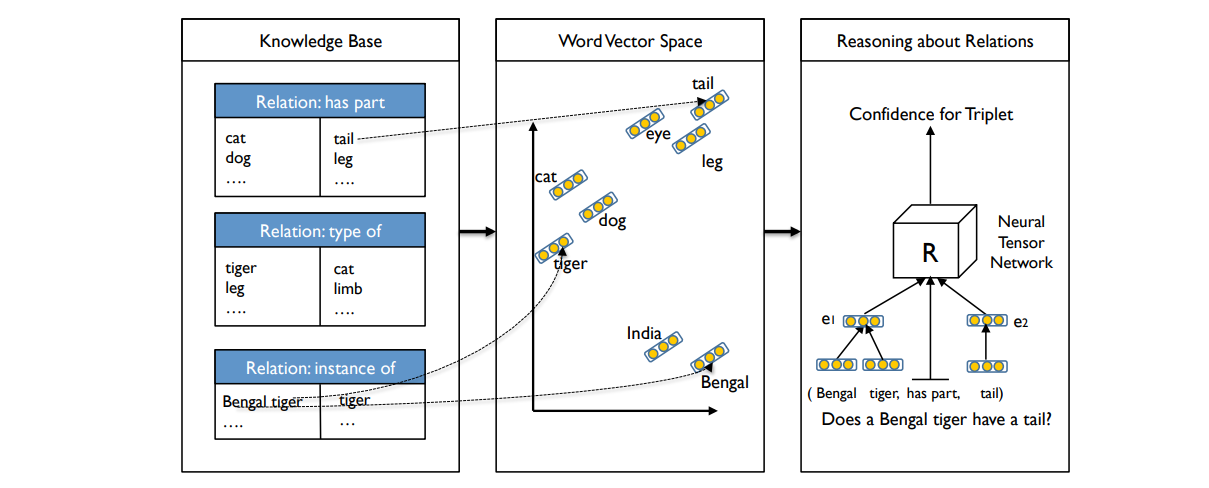 Knowledge Base
Relation: has part
cat tail
dog leg
.... ....
Relation: type of
tiger cat
leg limb
.... ....
Relation: instance of
Bengal tiger tiger
.... ...
Word Vector Space
tail
eye
leg
cat
dog
tiger
India
Bengal
Reasoning about Relations
Confidence for Triplet
R
Neural
Tensor
Network
e1 e2
( Bengal tiger, has part, tail)
Does a Bengal tiger have a tail?